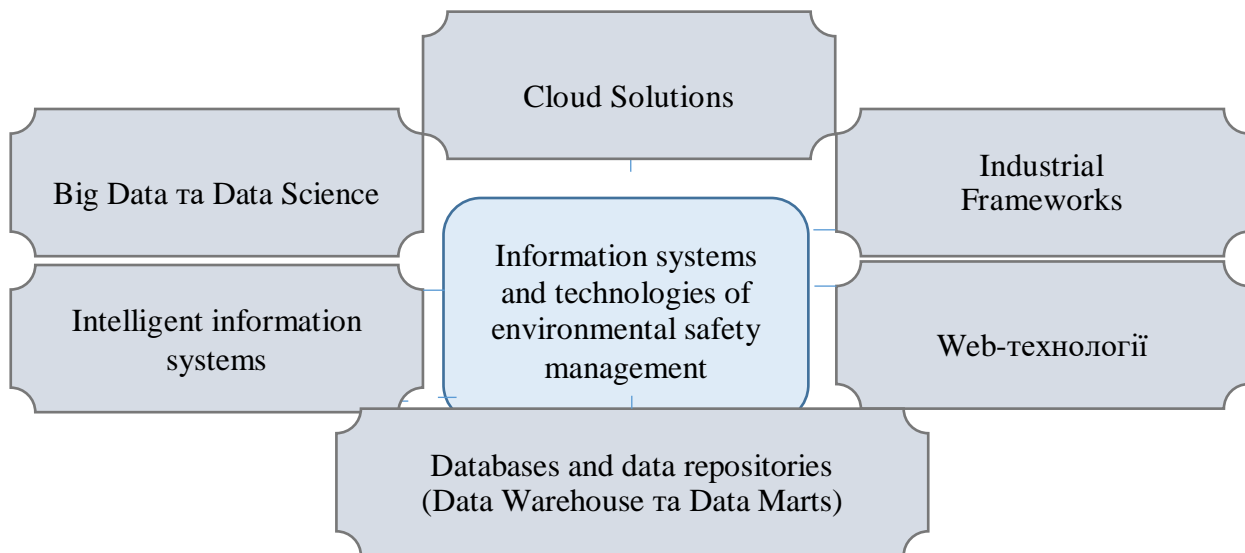 Cloud Solutions
Big Data та Data Science
Industrial
Frameworks
Information systems
and technologies of
environmental safety
management
Intelligent information
systems
Web-технології
Databases and data repositories
(Data Warehouse та Data Marts)